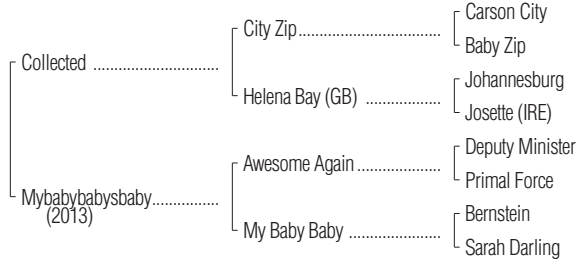 Carson City
City Zip
Baby Zip
Collected
Johannesburg
Helena Bay (GB)
Josette (IRE)
Deputy Minister
Awesome Again
Primal Force
Mybabybabysbaby
(2013)
Bernstein
My Baby Baby
Sarah Darling